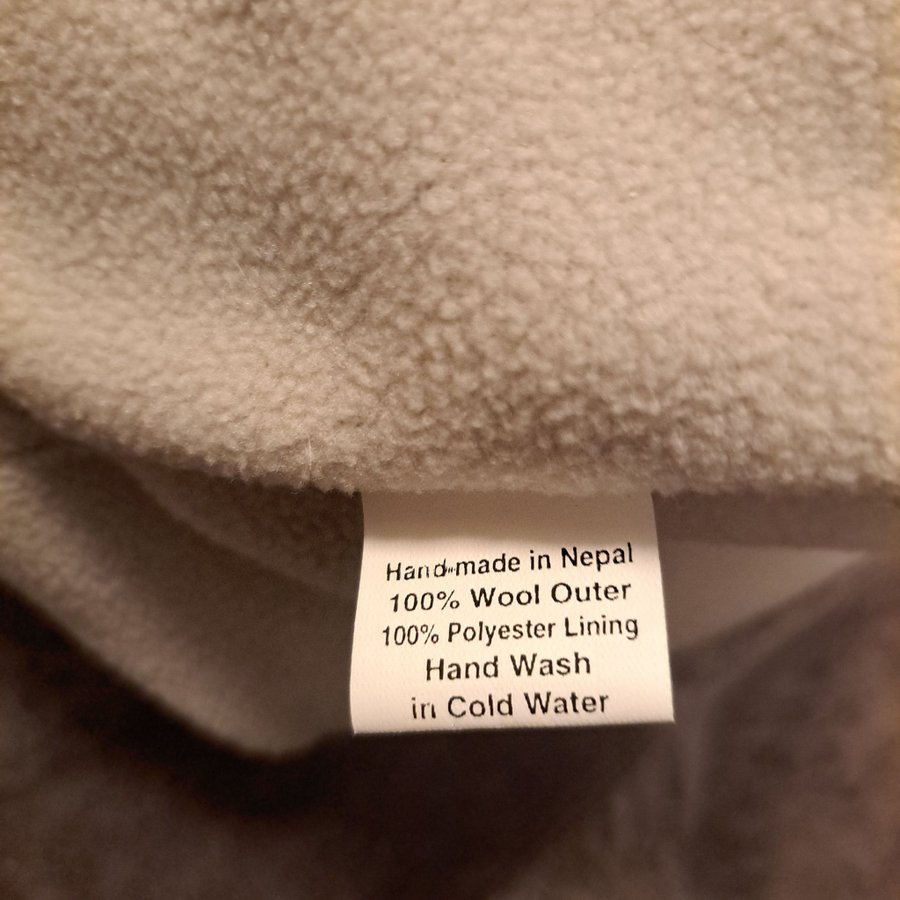 Hand-made in Nepal
100% Wool Outer
100% Polyester Lining
Hand Wash
in Cold Water